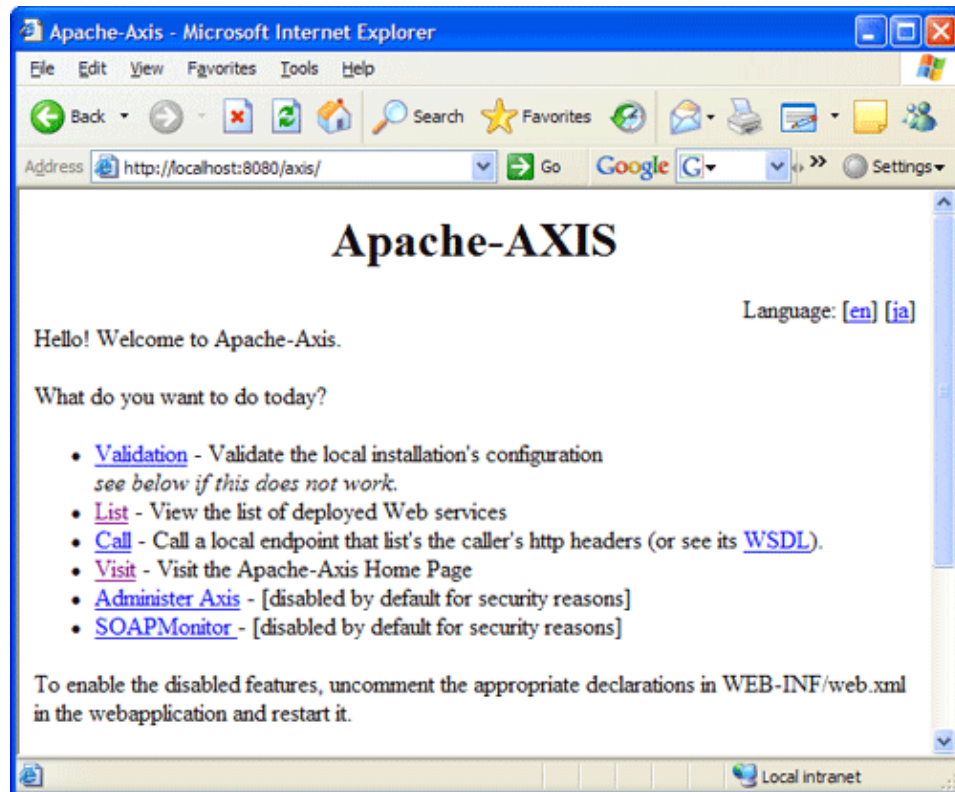 Apache-Axis - Microsoft Internet Explorer
File Edit View Favorites Tools Help
Back Search Favorites
Address http://localhost:8080/axis/ Go Google G Settings
Apache-AXIS
Language: [en] [ja]
Hello! Welcome to Apache-Axis.
What do you want to do today?
• Validation - Validate the local installation's configuration
see below if this does not work.
• List - View the list of deployed Web services
• Call - Call a local endpoint that list's the caller's http headers (or see its WSDL).
• Visit - Visit the Apache-Axis Home Page
• Administer Axis - [disabled by default for security reasons]
• SOAPMonitor - [disabled by default for security reasons]
To enable the disabled features, uncomment the appropriate declarations in WEB-INF/web.xml
in the webapplication and restart it.
Local intranet